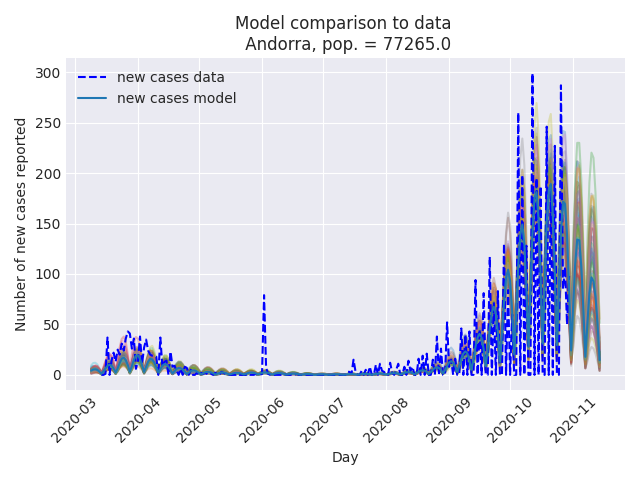 Model comparison to data
Andorra, pop. = 77265.0
new cases data
new cases model
Number of new cases reported
300
250
200
150
100
50
0
2020-03
2020-04
2020-05
2020-06
2020-07
2020-08
2020-09
2020-10
2020-11
Day